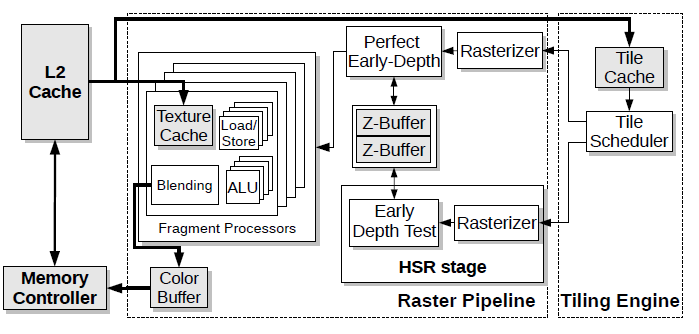 L2
Cache
Perfect
Early-Depth
Rasterizer
Tile
Cache
Texture
Cache
Load/
Store
Z-Buffer
Z-Buffer
Tile
Scheduler
Blending
ALU
Fragment Processors
Early
Depth Test
Rasterizer
HSR stage
Memory
Controller
Color
Buffer
Raster Pipeline
Tiling Engine